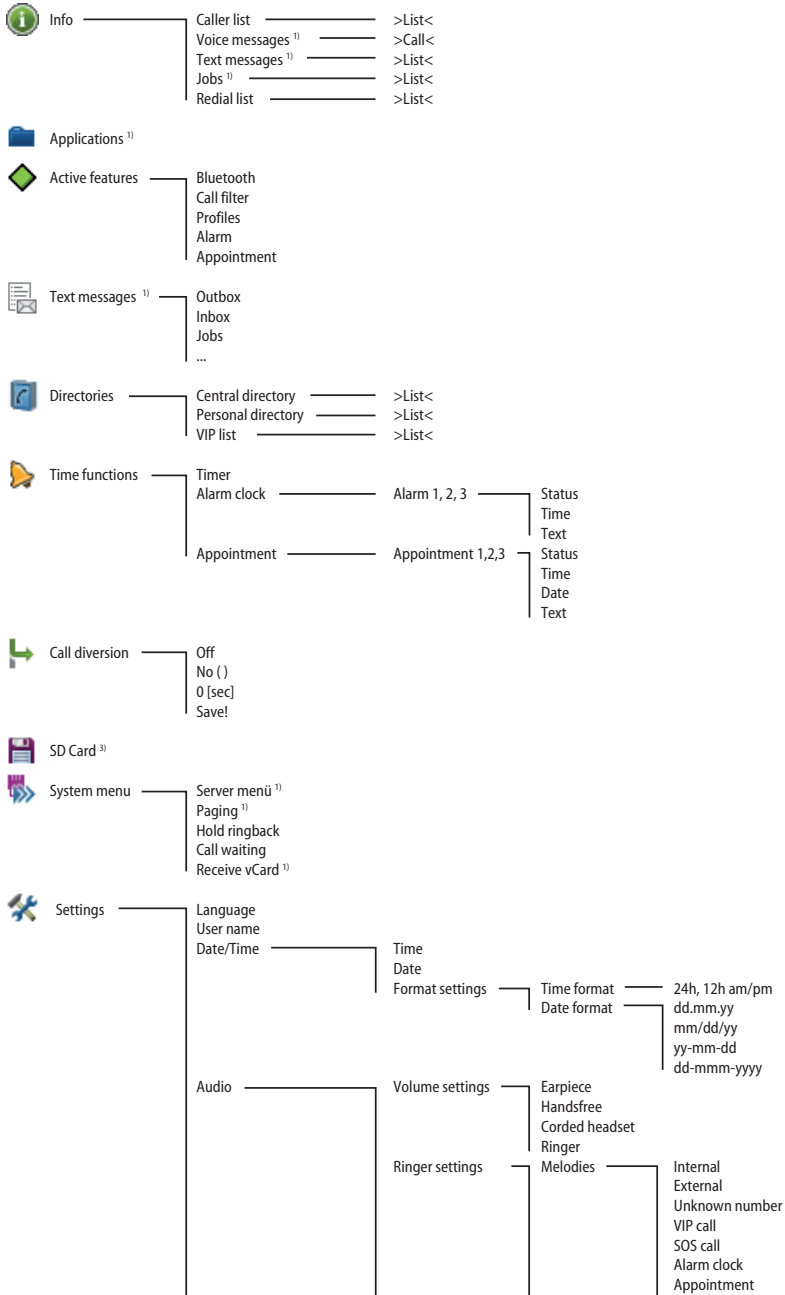 Info Caller list >List<
Voice messages 1) >Call<
Text messages 1) >List<
Jobs 1) >List<
Redial list >List<
Applications 1)
Active features Bluetooth
Call filter
Profiles
Alarm
Appointment
Text messages 1) Outbox
Inbox
Jobs
...
Directories Central directory >List<
Personal directory >List<
VIP list >List<
Time functions Timer
Alarm clock Alarm 1, 2, 3 Status
Time
Text
Appointment Appointment 1,2,3 Status
Time
Date
Text
Call diversion Off
No ( )
0 [sec]
Save!
SD Card 3)
System menu Server menü 1)
Paging 1)
Hold ringback
Call waiting
Receive vCard 1)
Settings Language
User name
Date/Time Time
Date
Format settings Time format 24h, 12h am/pm
Date format dd.mm.yy
mm/dd/yy
yy-mm-dd
dd-mmm-yyyy
Audio Volume settings Earpiece
Handsfree
Corded headset
Ringer
Ringer settings Melodies Internal
External
Unknown number
VIP call
SOS call
Alarm clock
Appointment